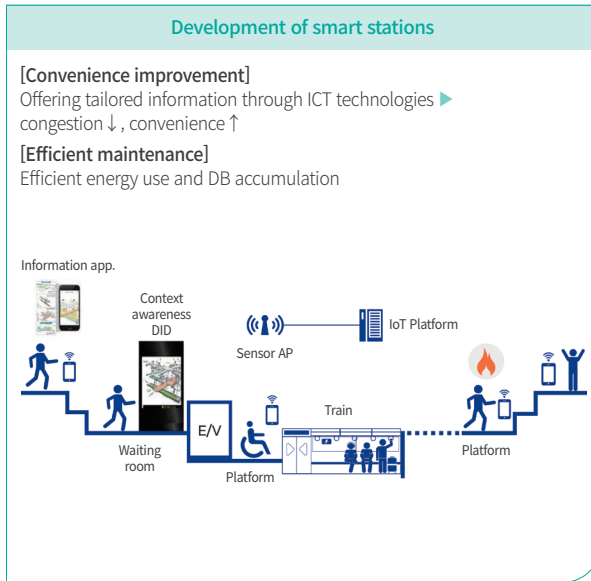 Development of smart stations
[Convenience improvement]
Offering tailored information through ICT technologies ▶
congestion ↓, convenience ↑
[Efficient maintenance]
Efficient energy use and DB accumulation
Information app.
Context
awareness
DID
Sensor AP
IoT Platform
E/V
Train
Waiting
room
Platform
Platform